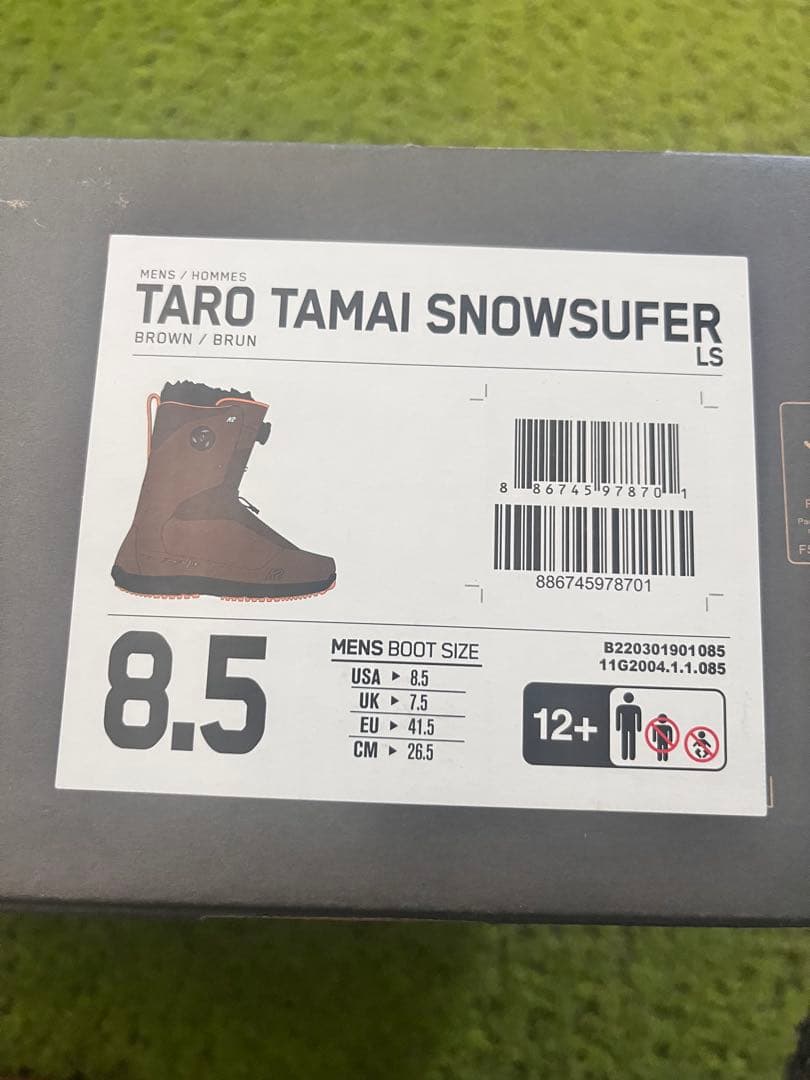 MENS / HOMMES
TARO TAMAI SNOWSUFER
LS
BROWN / BRUN
K2
8 86745 97870 1
886745978701
8.5
MENS BOOT SIZE
USA ▶ 8.5
UK ▶ 7.5
EU ▶ 41.5
CM ▶ 26.5
B220301901085
11G2004.1.1.085
12+